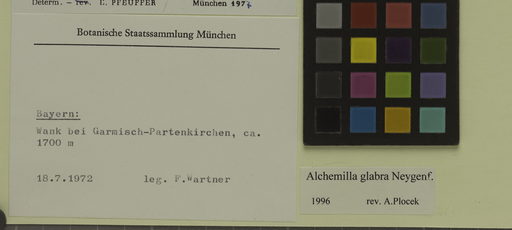 Determ. – rev. E. PFEUFFER / München 197
Botanische Staatssammlung München
Bayern:
Wank bei Garmisch-Partenkirchen, ca.
1700 m
18.7.1972 leg. F.Wartner
Alchemilla glabra Neygenf.
1996 rev. A.Plocek